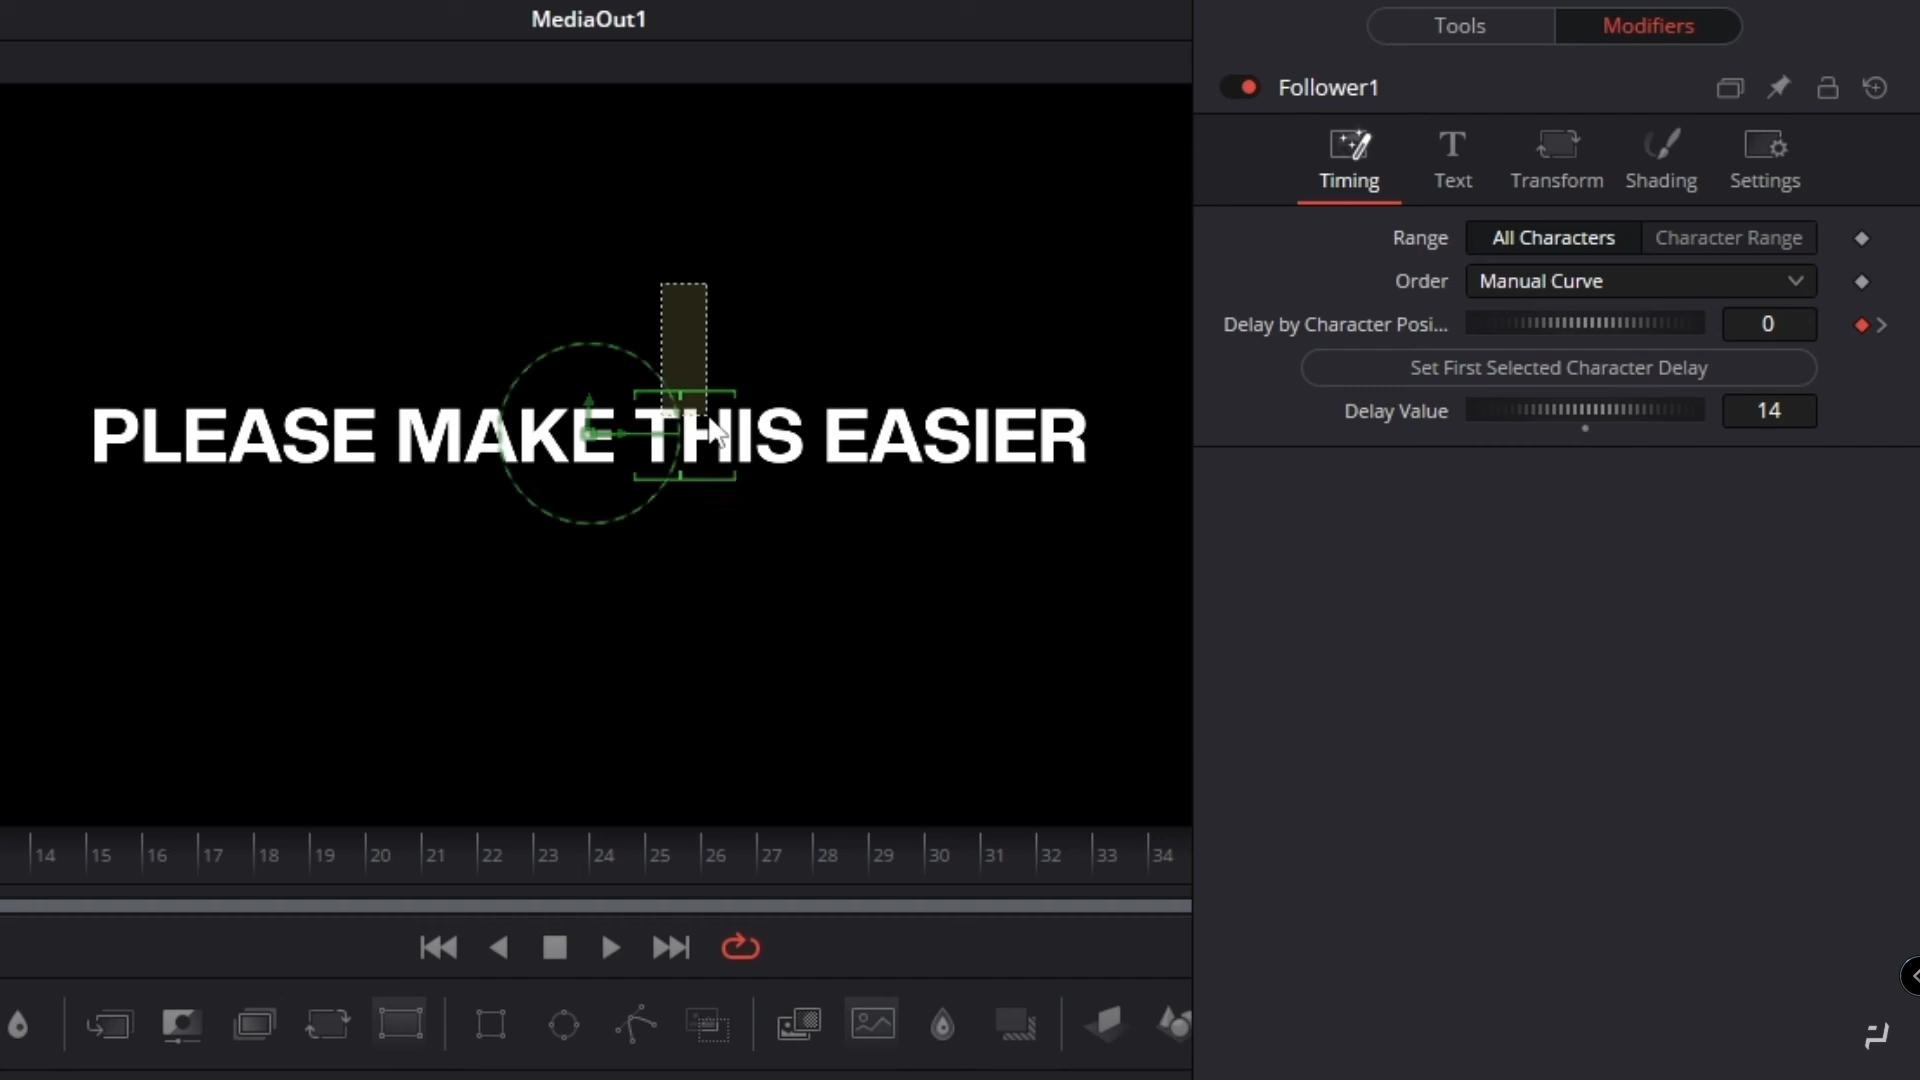 MediaOut1
Tools Modifiers
Follower1
Timing Text Transform Shading Settings
Range All Characters Character Range
Order Manual Curve
Delay by Character Posi... 0
Set First Selected Character Delay
Delay Value 14
PLEASE MAKE THIS EASIER
14 15 16 17 18 19 20 21 22 23 24 25 26 27 28 29 30 31 32 33 34